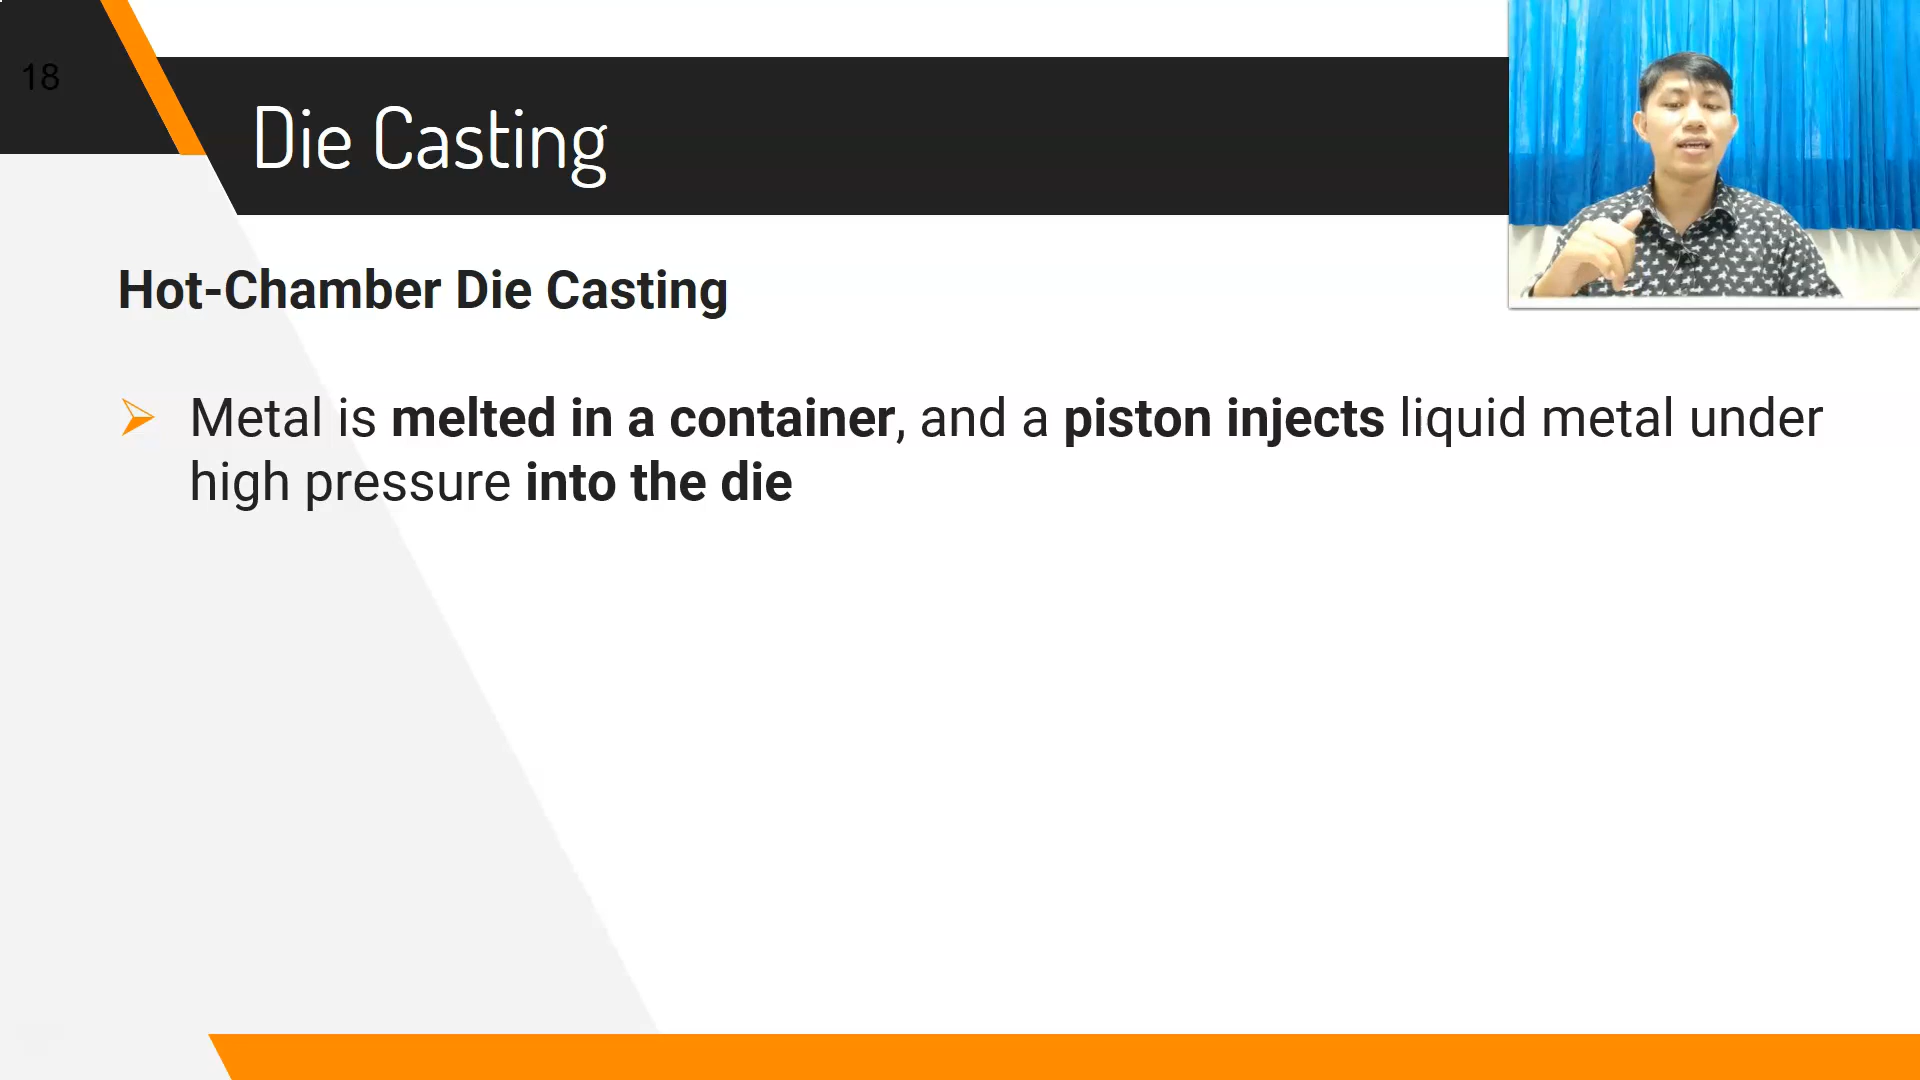 18
Die Casting
Hot-Chamber Die Casting
Metal is melted in a container, and a piston injects liquid metal under
high pressure into the die